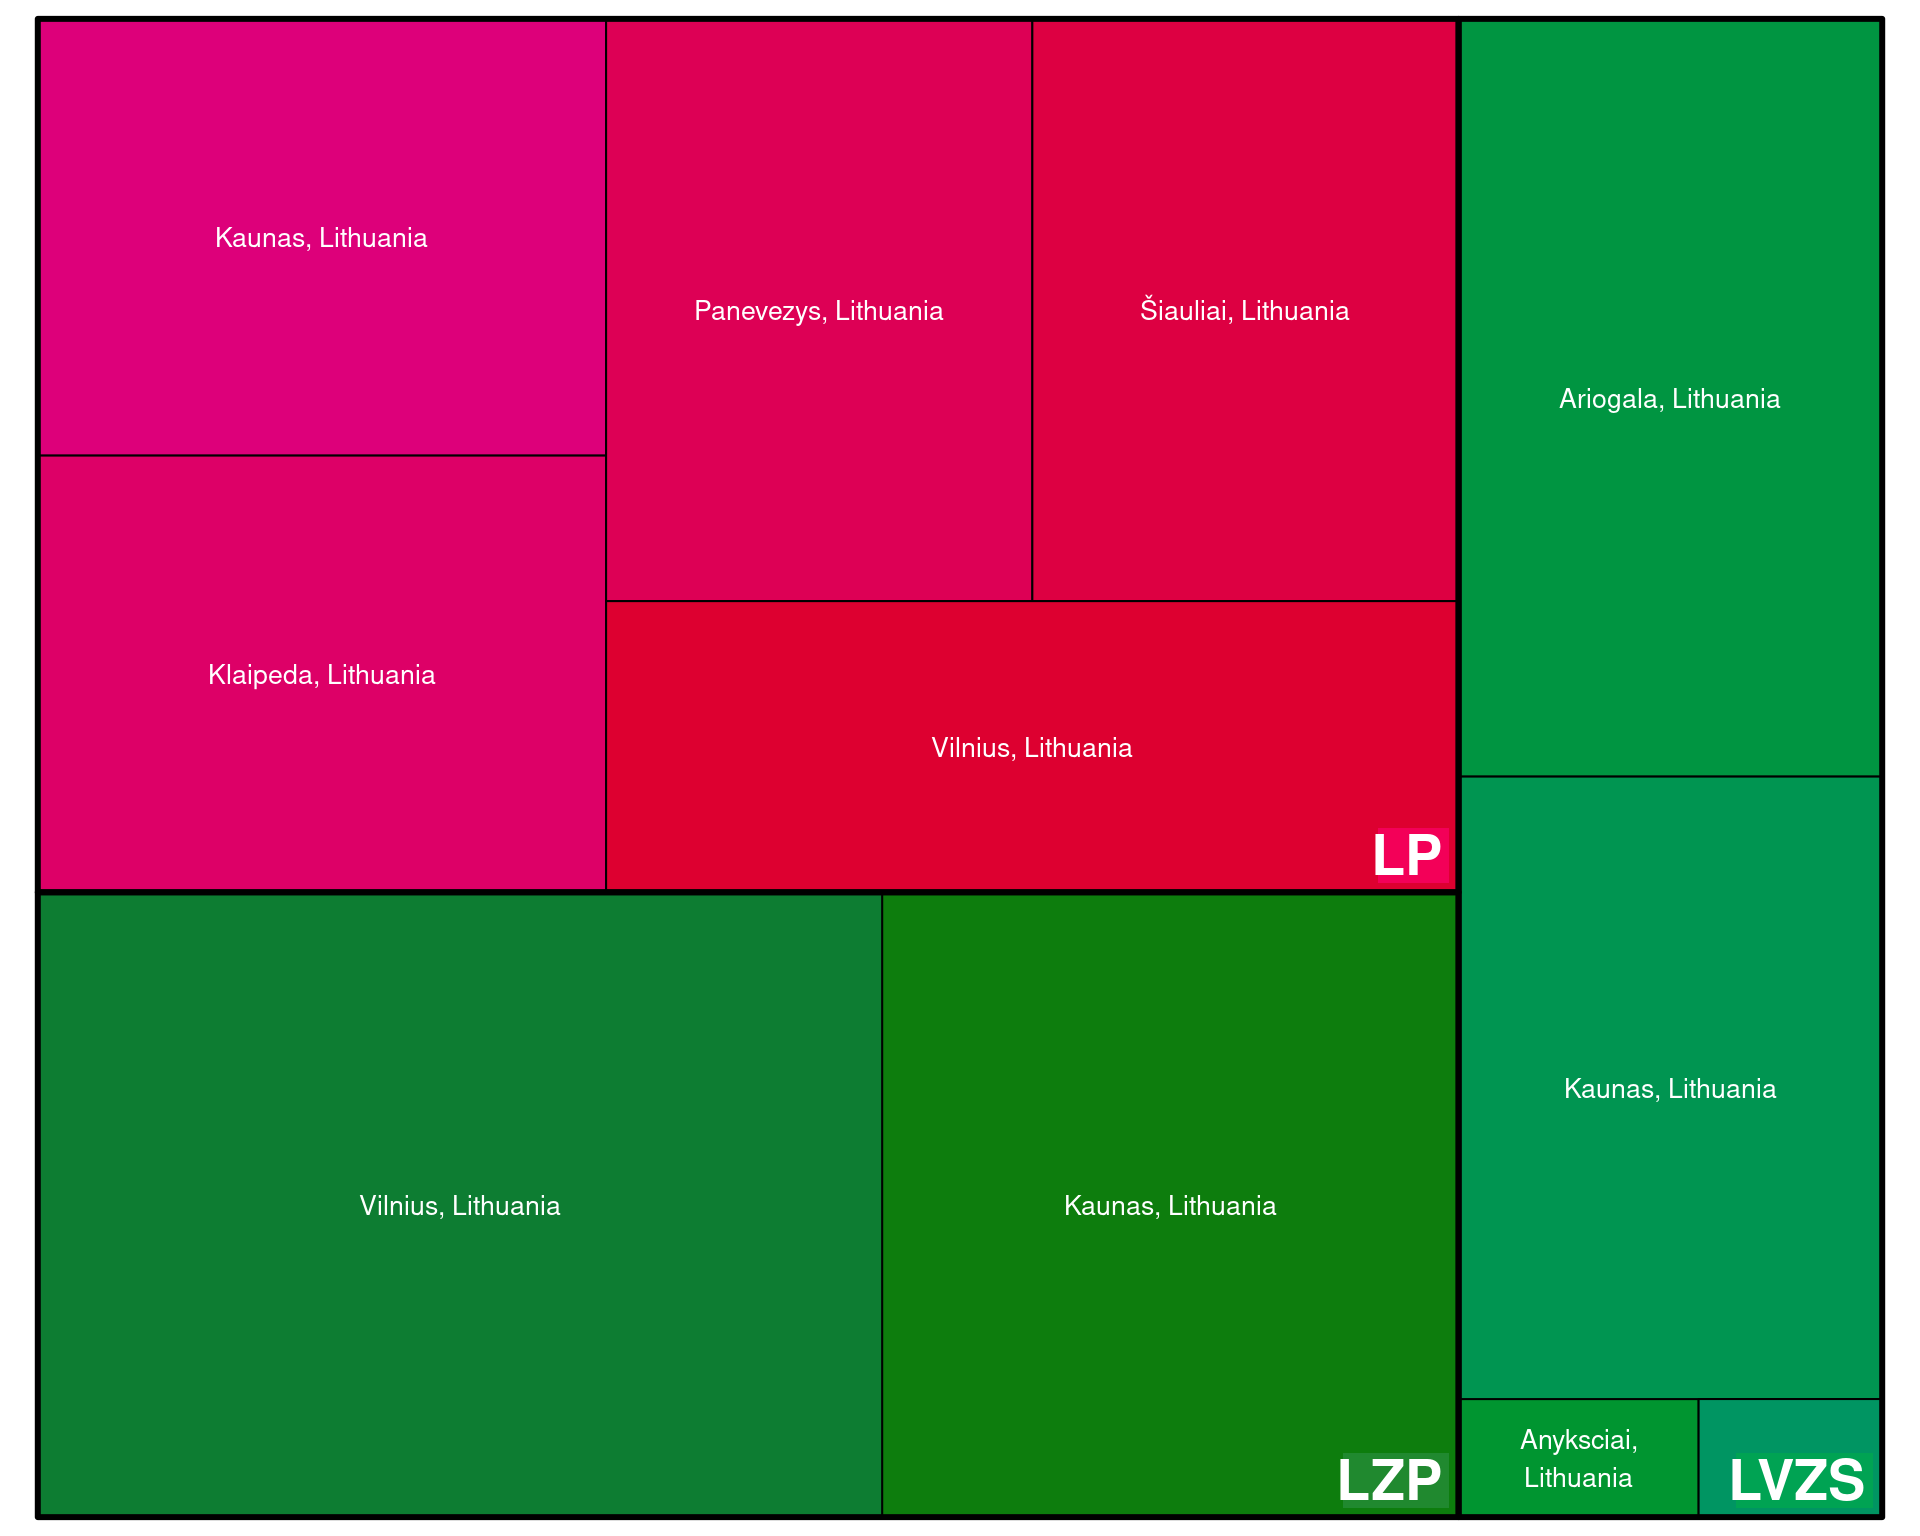 Kaunas, Lithuania
Panevezys, Lithuania
Šiauliai, Lithuania
Ariogala, Lithuania
Klaipeda, Lithuania
Vilnius, Lithuania
LP
Kaunas, Lithuania
Vilnius, Lithuania
Kaunas, Lithuania
LZP
Anyksciai,
Lithuania
LVZS